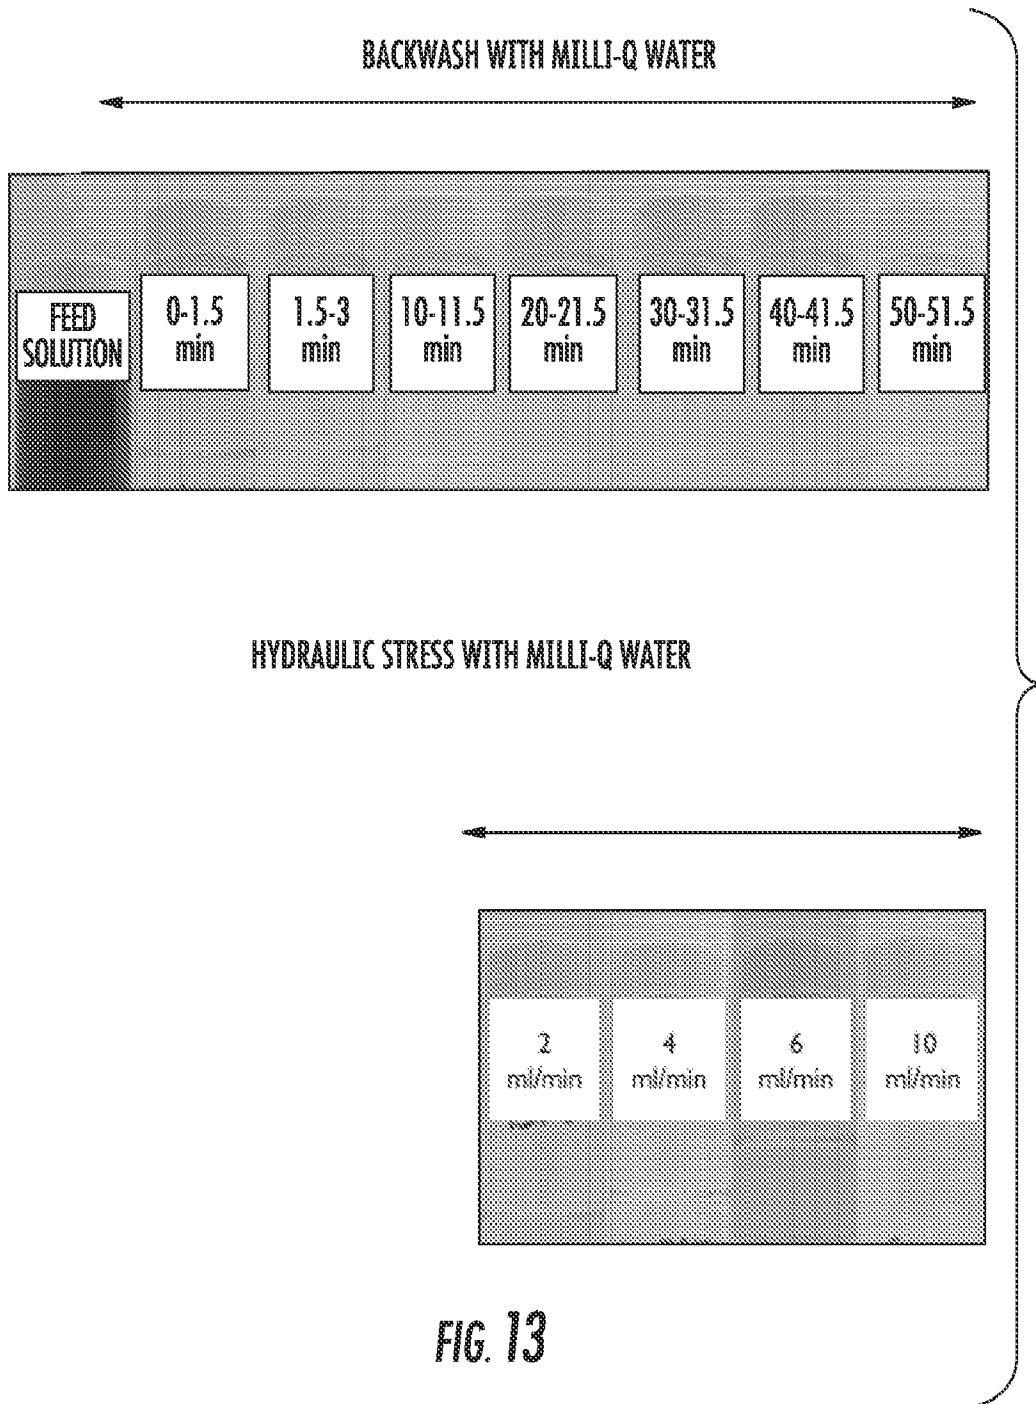 BACKWASH WITH MILLI-Q WATER
FEED
SOLUTION
0-1.5
min
1.5-3
min
10-11.5
min
20-21.5
min
30-31.5
min
40-41.5
min
50-51.5
min
HYDRAULIC STRESS WITH MILLI-Q WATER
2
ml/min
4
ml/min
6
ml/min
10
ml/min
FIG. 13